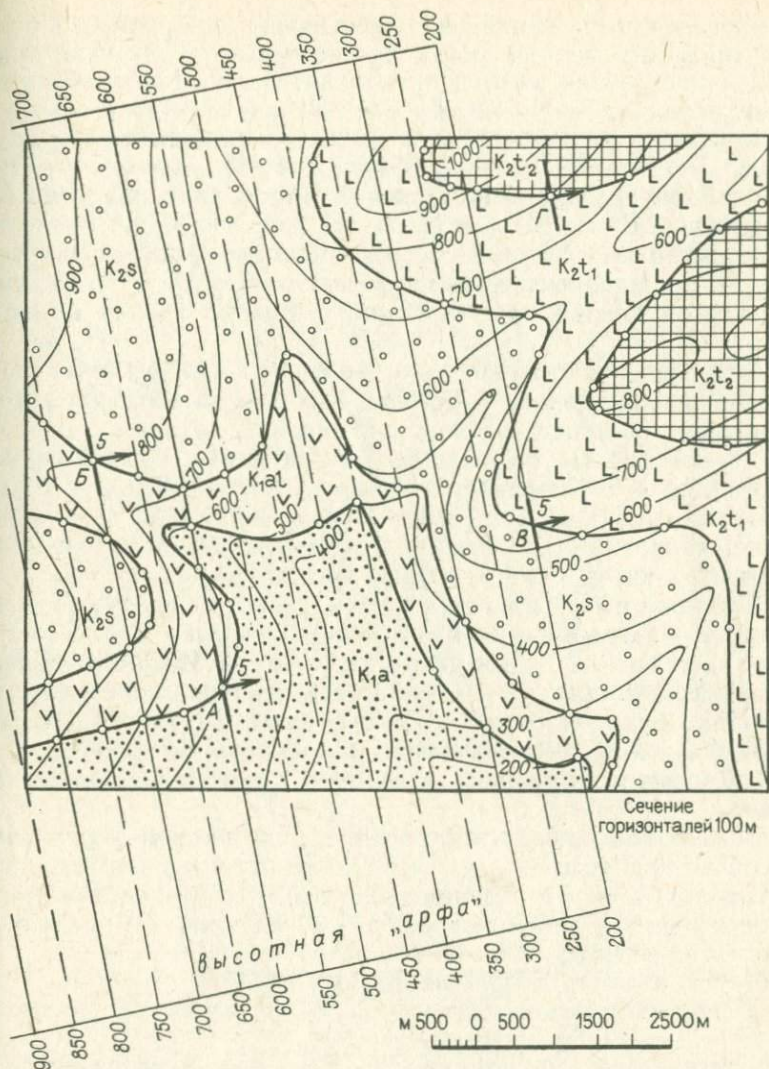 700 650 600 550 500 450 400 350 300 250 200
1000
K₂t₂
900
г
800
K₂t₁
600
900
K₂s
700
K₂t₂
800
600
800
5
Б
700
K₁al
600
500
400
700
5
600
В
K₂t₁
500
K₂s
K₂s
400
5
K₁a
А
300
200
Сечение
горизонталей 100 м
высотная „арфа"
900 850 800 750 700 650 600 550 500 450 400 350 300 250 200
м 500 0 500 1500 2500 м